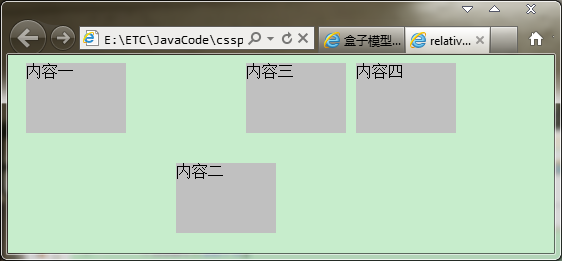 E:\ETC\JavaCode\cssp
盒子模型...
relativ...
内容一
内容三
内容四
内容二